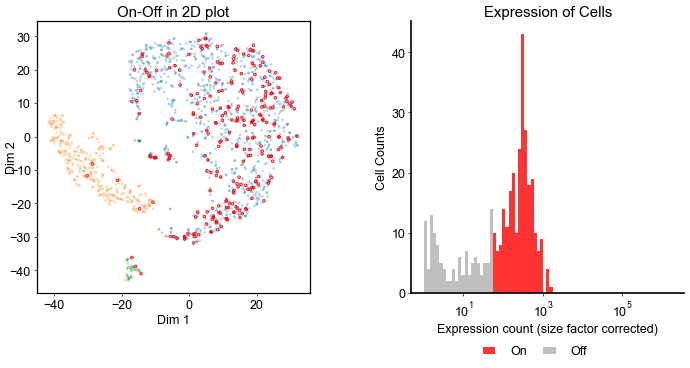 On-Off in 2D plot
30
20
10
0
−10
−20
−30
−40
Dim 2
−40 −20 0 20
Dim 1
Expression of Cells
40
30
20
10
0
Cell Counts
10^1 10^3 10^5
Expression count (size factor corrected)
On Off